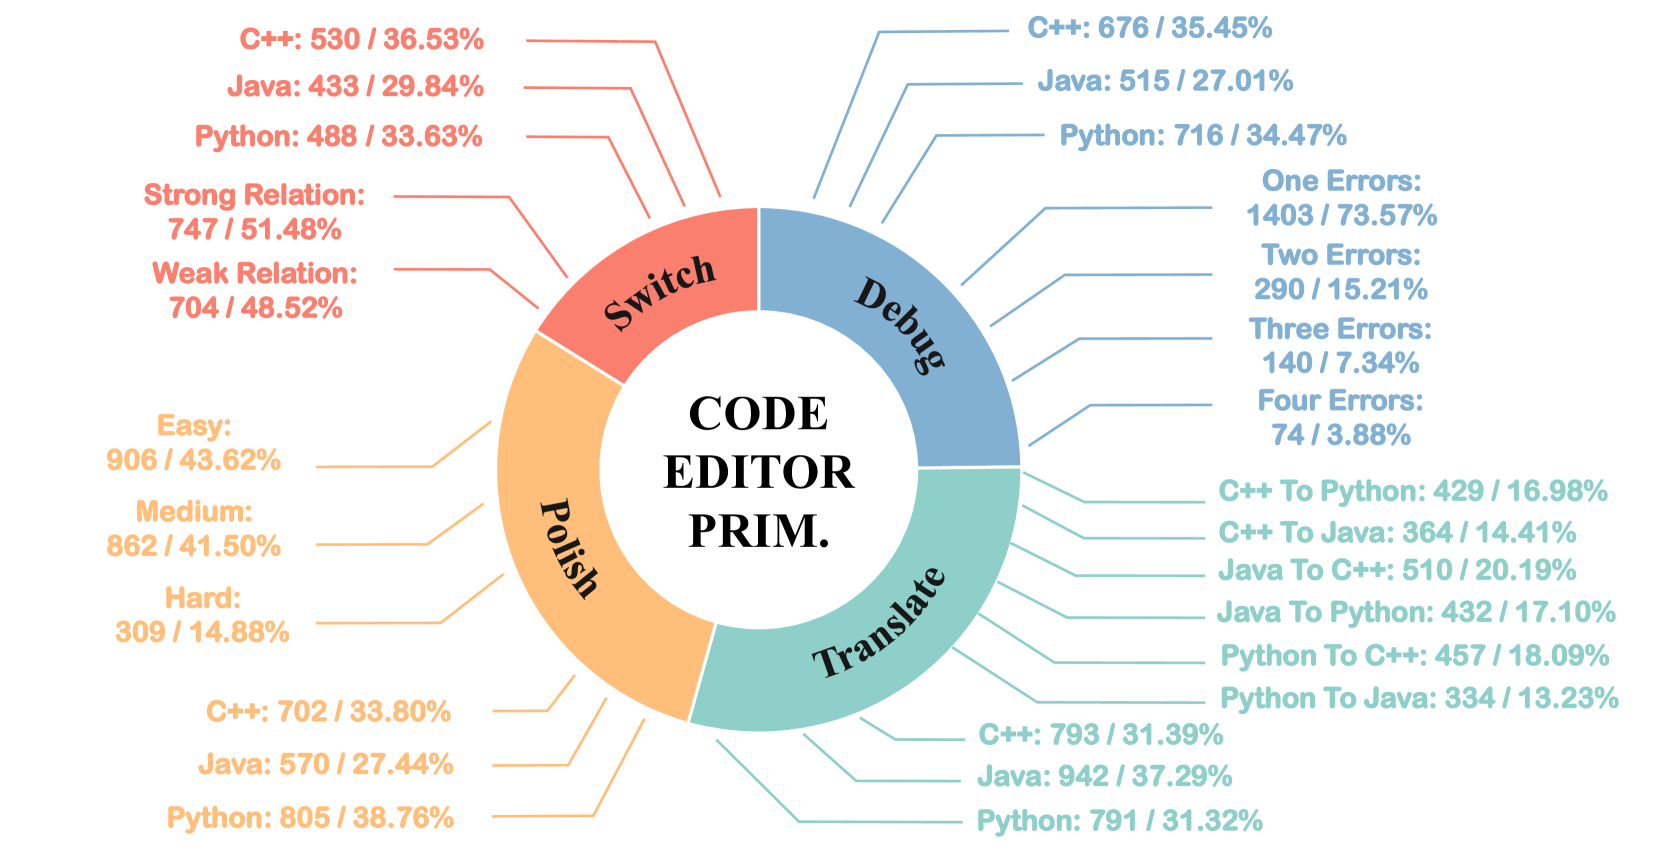 C++: 530 / 36.53%
Java: 433 / 29.84%
Python: 488 / 33.63%
Strong Relation:
747 / 51.48%
Weak Relation:
704 / 48.52%
Switch
C++: 676 / 35.45%
Java: 515 / 27.01%
Python: 716 / 34.47%
One Errors:
1403 / 73.57%
Two Errors:
290 / 15.21%
Three Errors:
140 / 7.34%
Four Errors:
74 / 3.88%
Debug
CODE
EDITOR
PRIM.
Easy:
906 / 43.62%
Medium:
862 / 41.50%
Hard:
309 / 14.88%
C++: 702 / 33.80%
Java: 570 / 27.44%
Python: 805 / 38.76%
Polish
C++ To Python: 429 / 16.98%
C++ To Java: 364 / 14.41%
Java To C++: 510 / 20.19%
Java To Python: 432 / 17.10%
Python To C++: 457 / 18.09%
Python To Java: 334 / 13.23%
C++: 793 / 31.39%
Java: 942 / 37.29%
Python: 791 / 31.32%
Translate